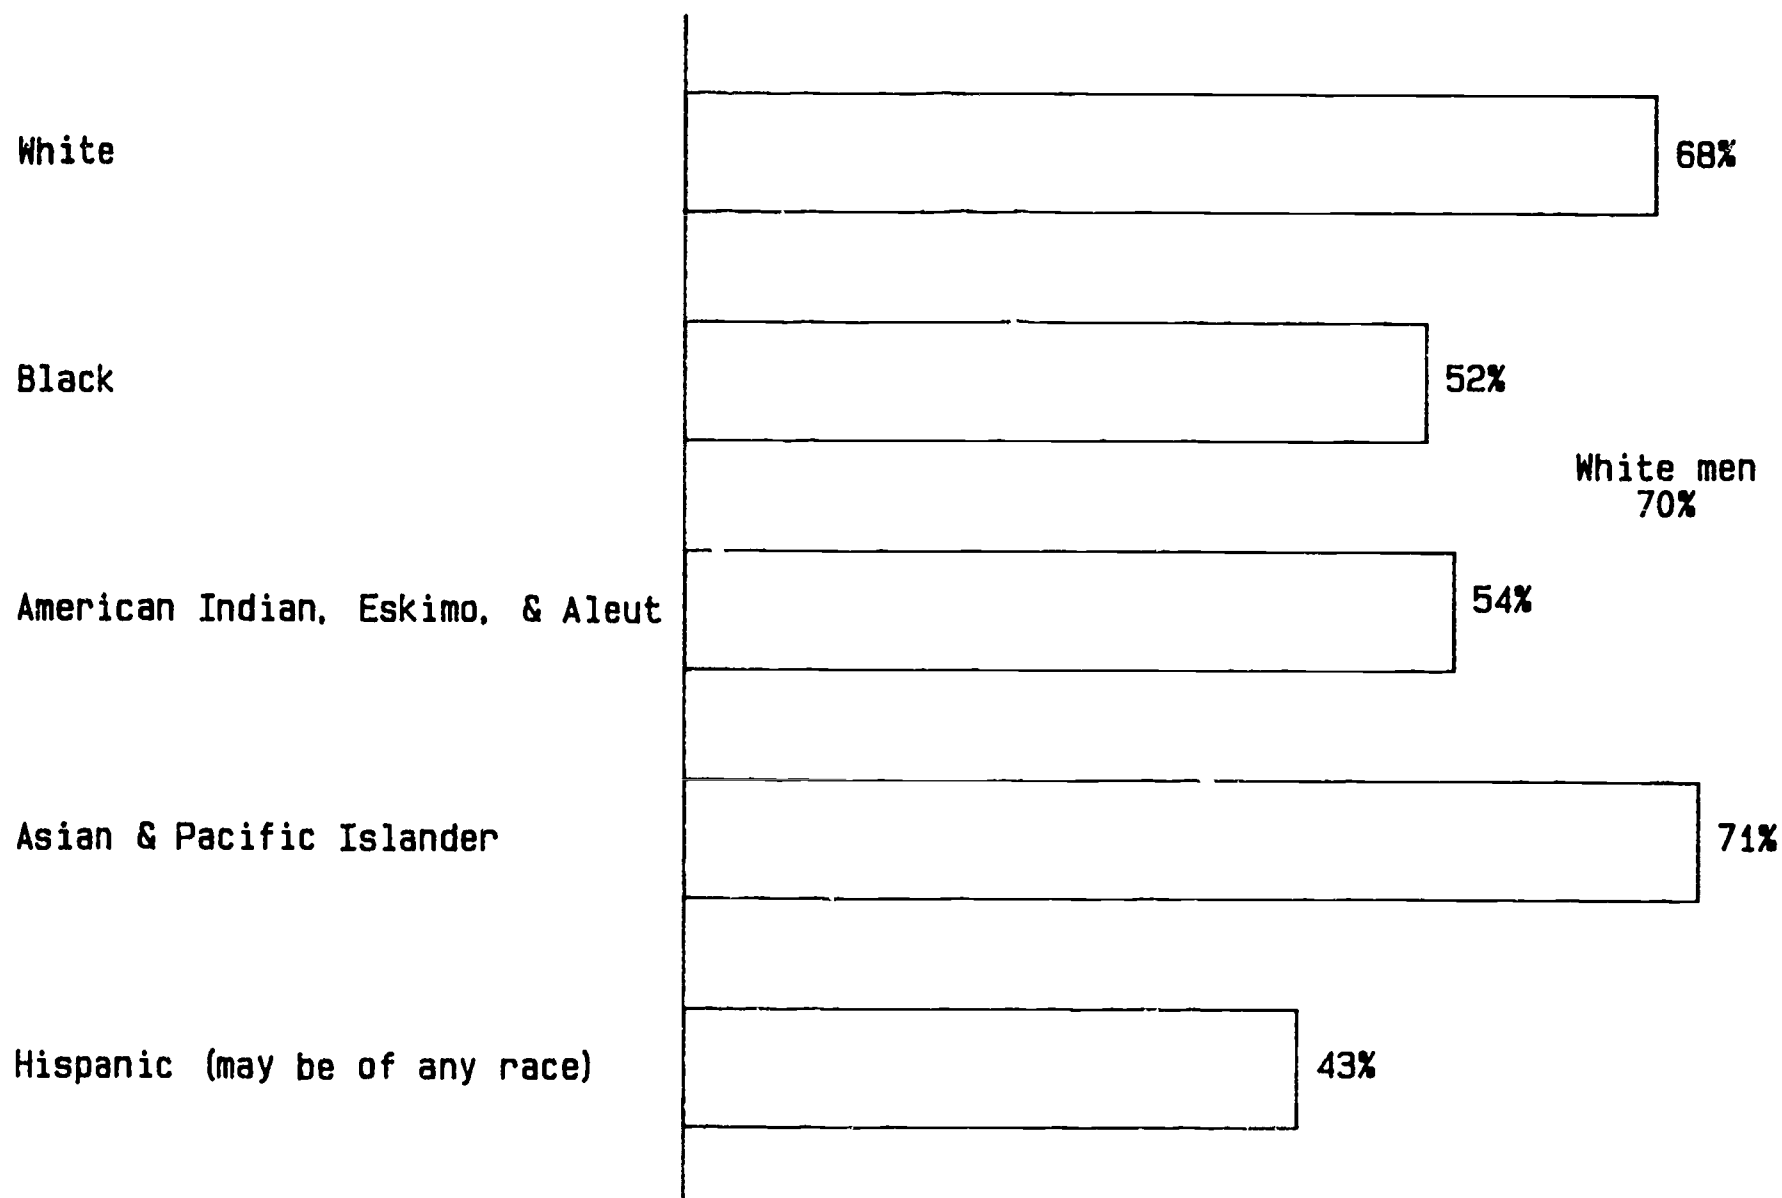 White
68%
Black
52%
White men
70%
American Indian, Eskimo, & Aleut
54%
Asian & Pacific Islander
71%
Hispanic (may be of any race)
43%